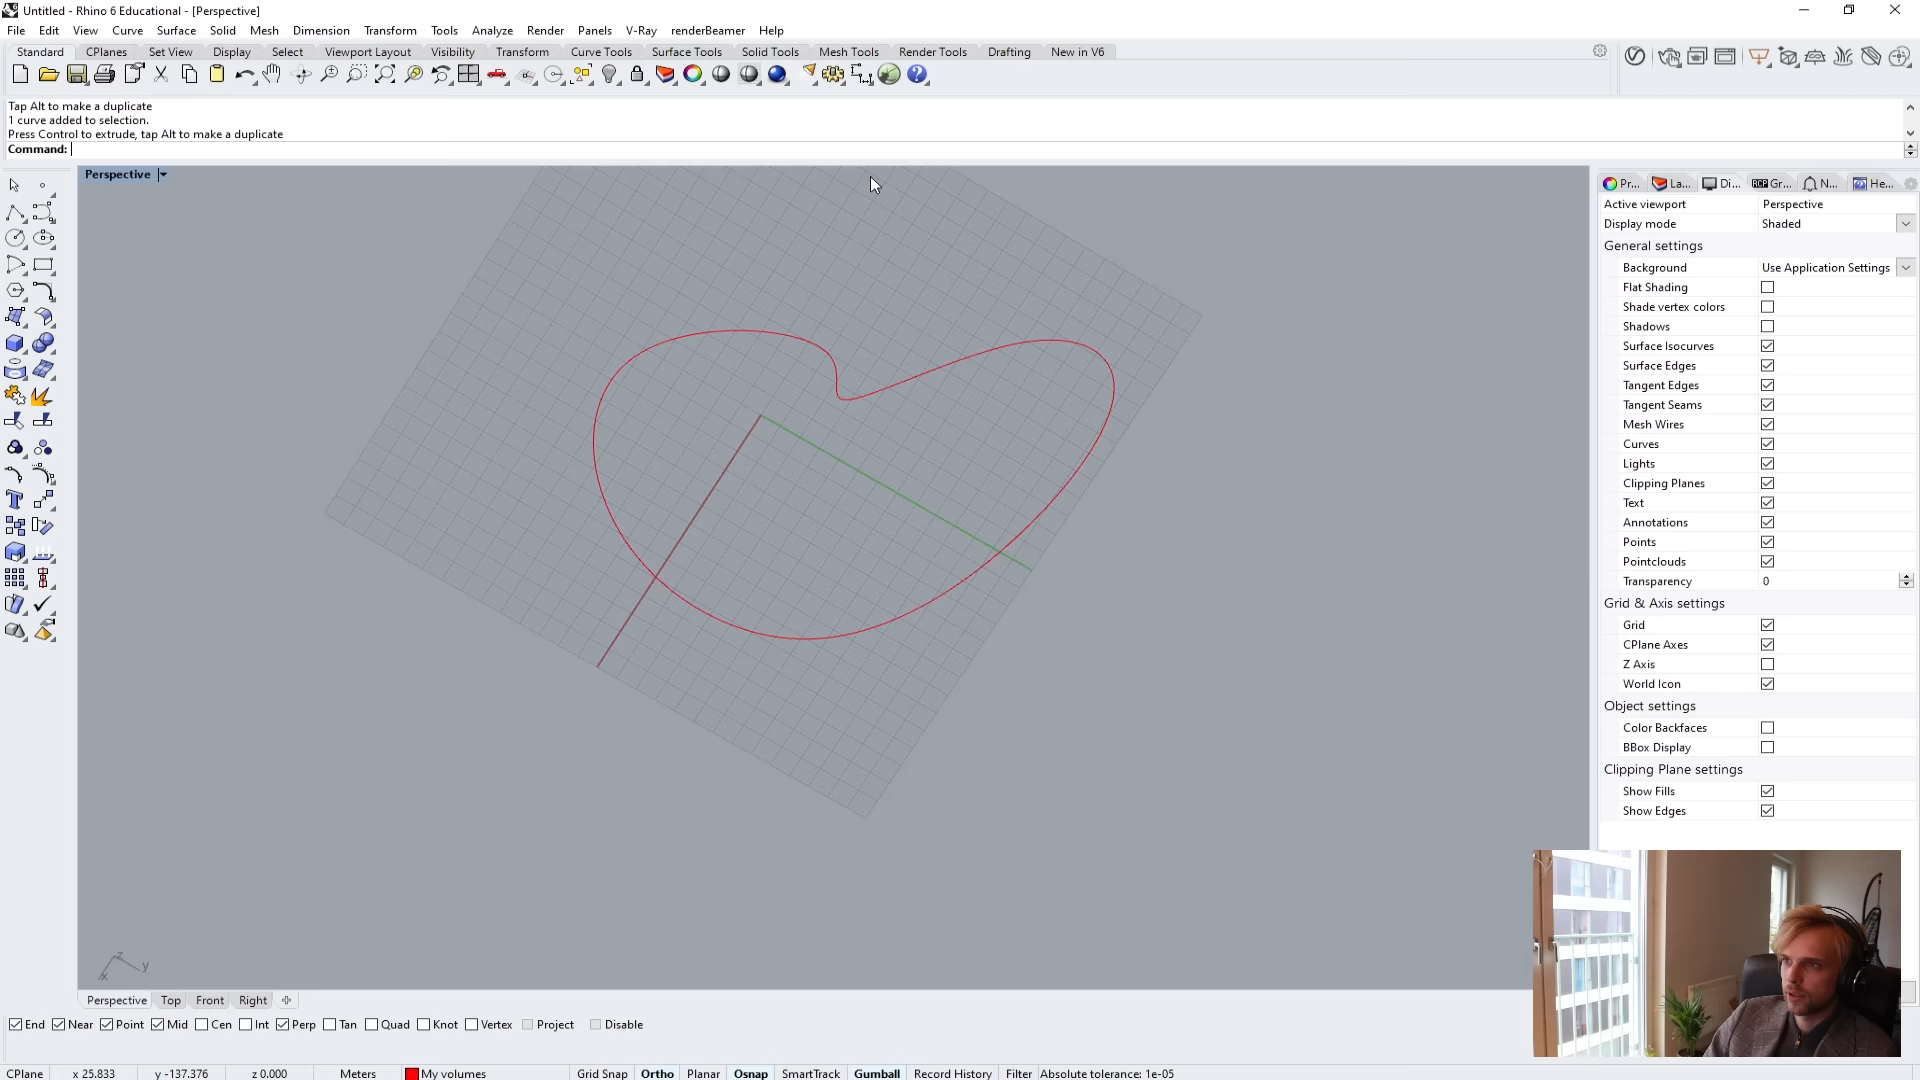 Untitled - Rhino 6 Educational - [Perspective]
File Edit View Curve Surface Solid Mesh Dimension Transform Tools Analyze Render Panels V-Ray renderBeamer Help
Standard CPlanes Set View Display Select Viewport Layout Visibility Transform Curve Tools Surface Tools Solid Tools Mesh Tools Render Tools Drafting New in V6
Tap Alt to make a duplicate
1 curve added to selection.
Press Control to extrude, tap Alt to make a duplicate
Command:
Perspective
Pr... La... Di... Gr... N... He...
Active viewport Perspective
Display mode Shaded
General settings
Background Use Application Settings
Flat Shading
Shade vertex colors
Shadows
Surface Isocurves
Surface Edges
Tangent Edges
Tangent Seams
Mesh Wires
Curves
Lights
Clipping Planes
Text
Annotations
Points
Pointclouds
Transparency 0
Grid & Axis settings
Grid
CPlane Axes
Z Axis
World Icon
Object settings
Color Backfaces
BBox Display
Clipping Plane settings
Show Fills
Show Edges
z
y
x
Perspective Top Front Right
End Near Point Mid Cen Int Perp Tan Quad Knot Vertex Project Disable
CPlane x 25.833 y -137.376 z 0.000 Meters My volumes Grid Snap Ortho Planar Osnap SmartTrack Gumball Record History Filter Absolute tolerance: 1e-05